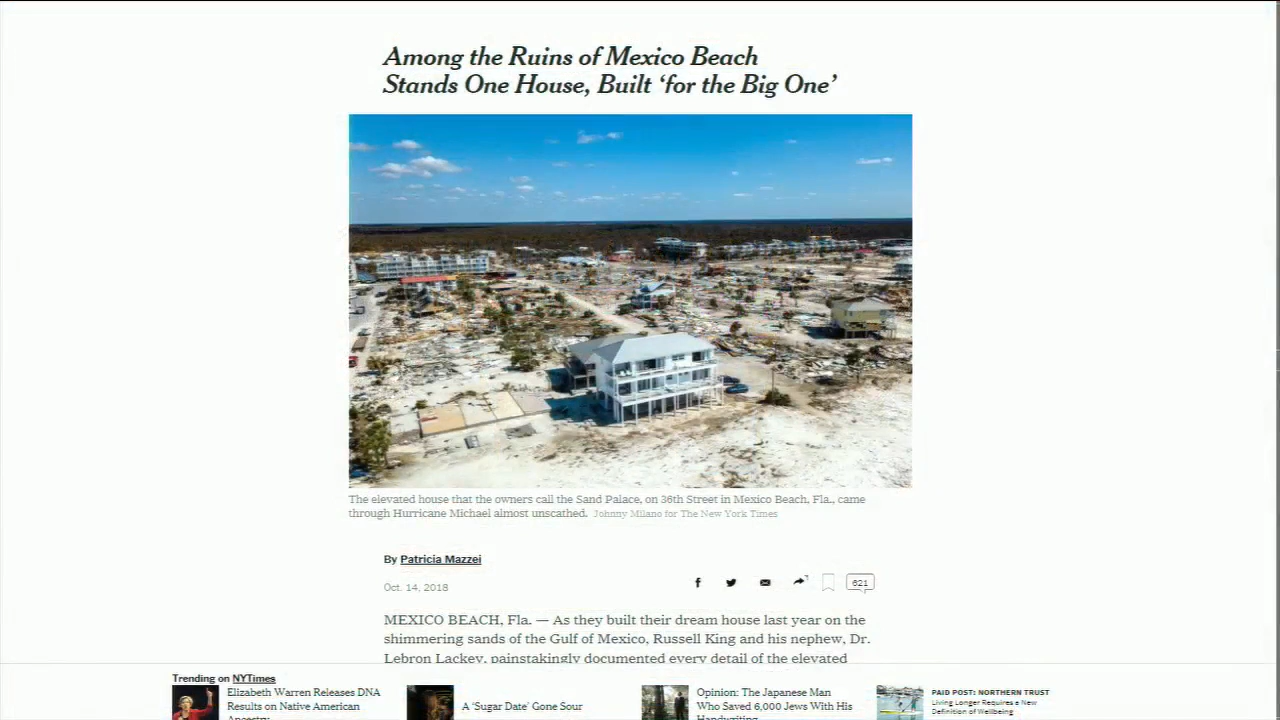 Among the Ruins of Mexico Beach
Stands One House, Built ‘for the Big One’
The elevated house that the owners call the Sand Palace, on 36th Street in Mexico Beach, Fla., came
through Hurricane Michael almost unscathed. Johnny Milano for The New York Times
By Patricia Mazzei
Oct. 14, 2018
621
MEXICO BEACH, Fla. — As they built their dream house last year on the
shimmering sands of the Gulf of Mexico, Russell King and his nephew, Dr.
Lebron Lackey, painstakingly documented every detail of the elevated
Trending on NYTimes
Elizabeth Warren Releases DNA
Results on Native American
Ancestry
A ‘Sugar Date’ Gone Sour
Opinion: The Japanese Man
Who Saved 6,000 Jews With His
Handwriting
PAID POST: NORTHERN TRUST
Living Longer Requires a New
Definition of Wellbeing